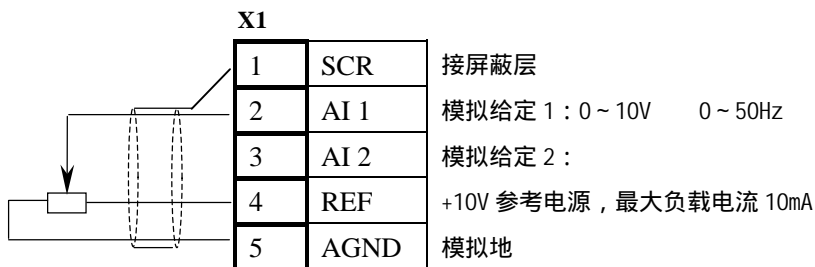 X1
1 SCR 接屏蔽层
2 AI 1 模拟给定 1：0～10V 0～50Hz
3 AI 2 模拟给定 2：
4 REF +10V 参考电源，最大负载电流 10mA
5 AGND 模拟地